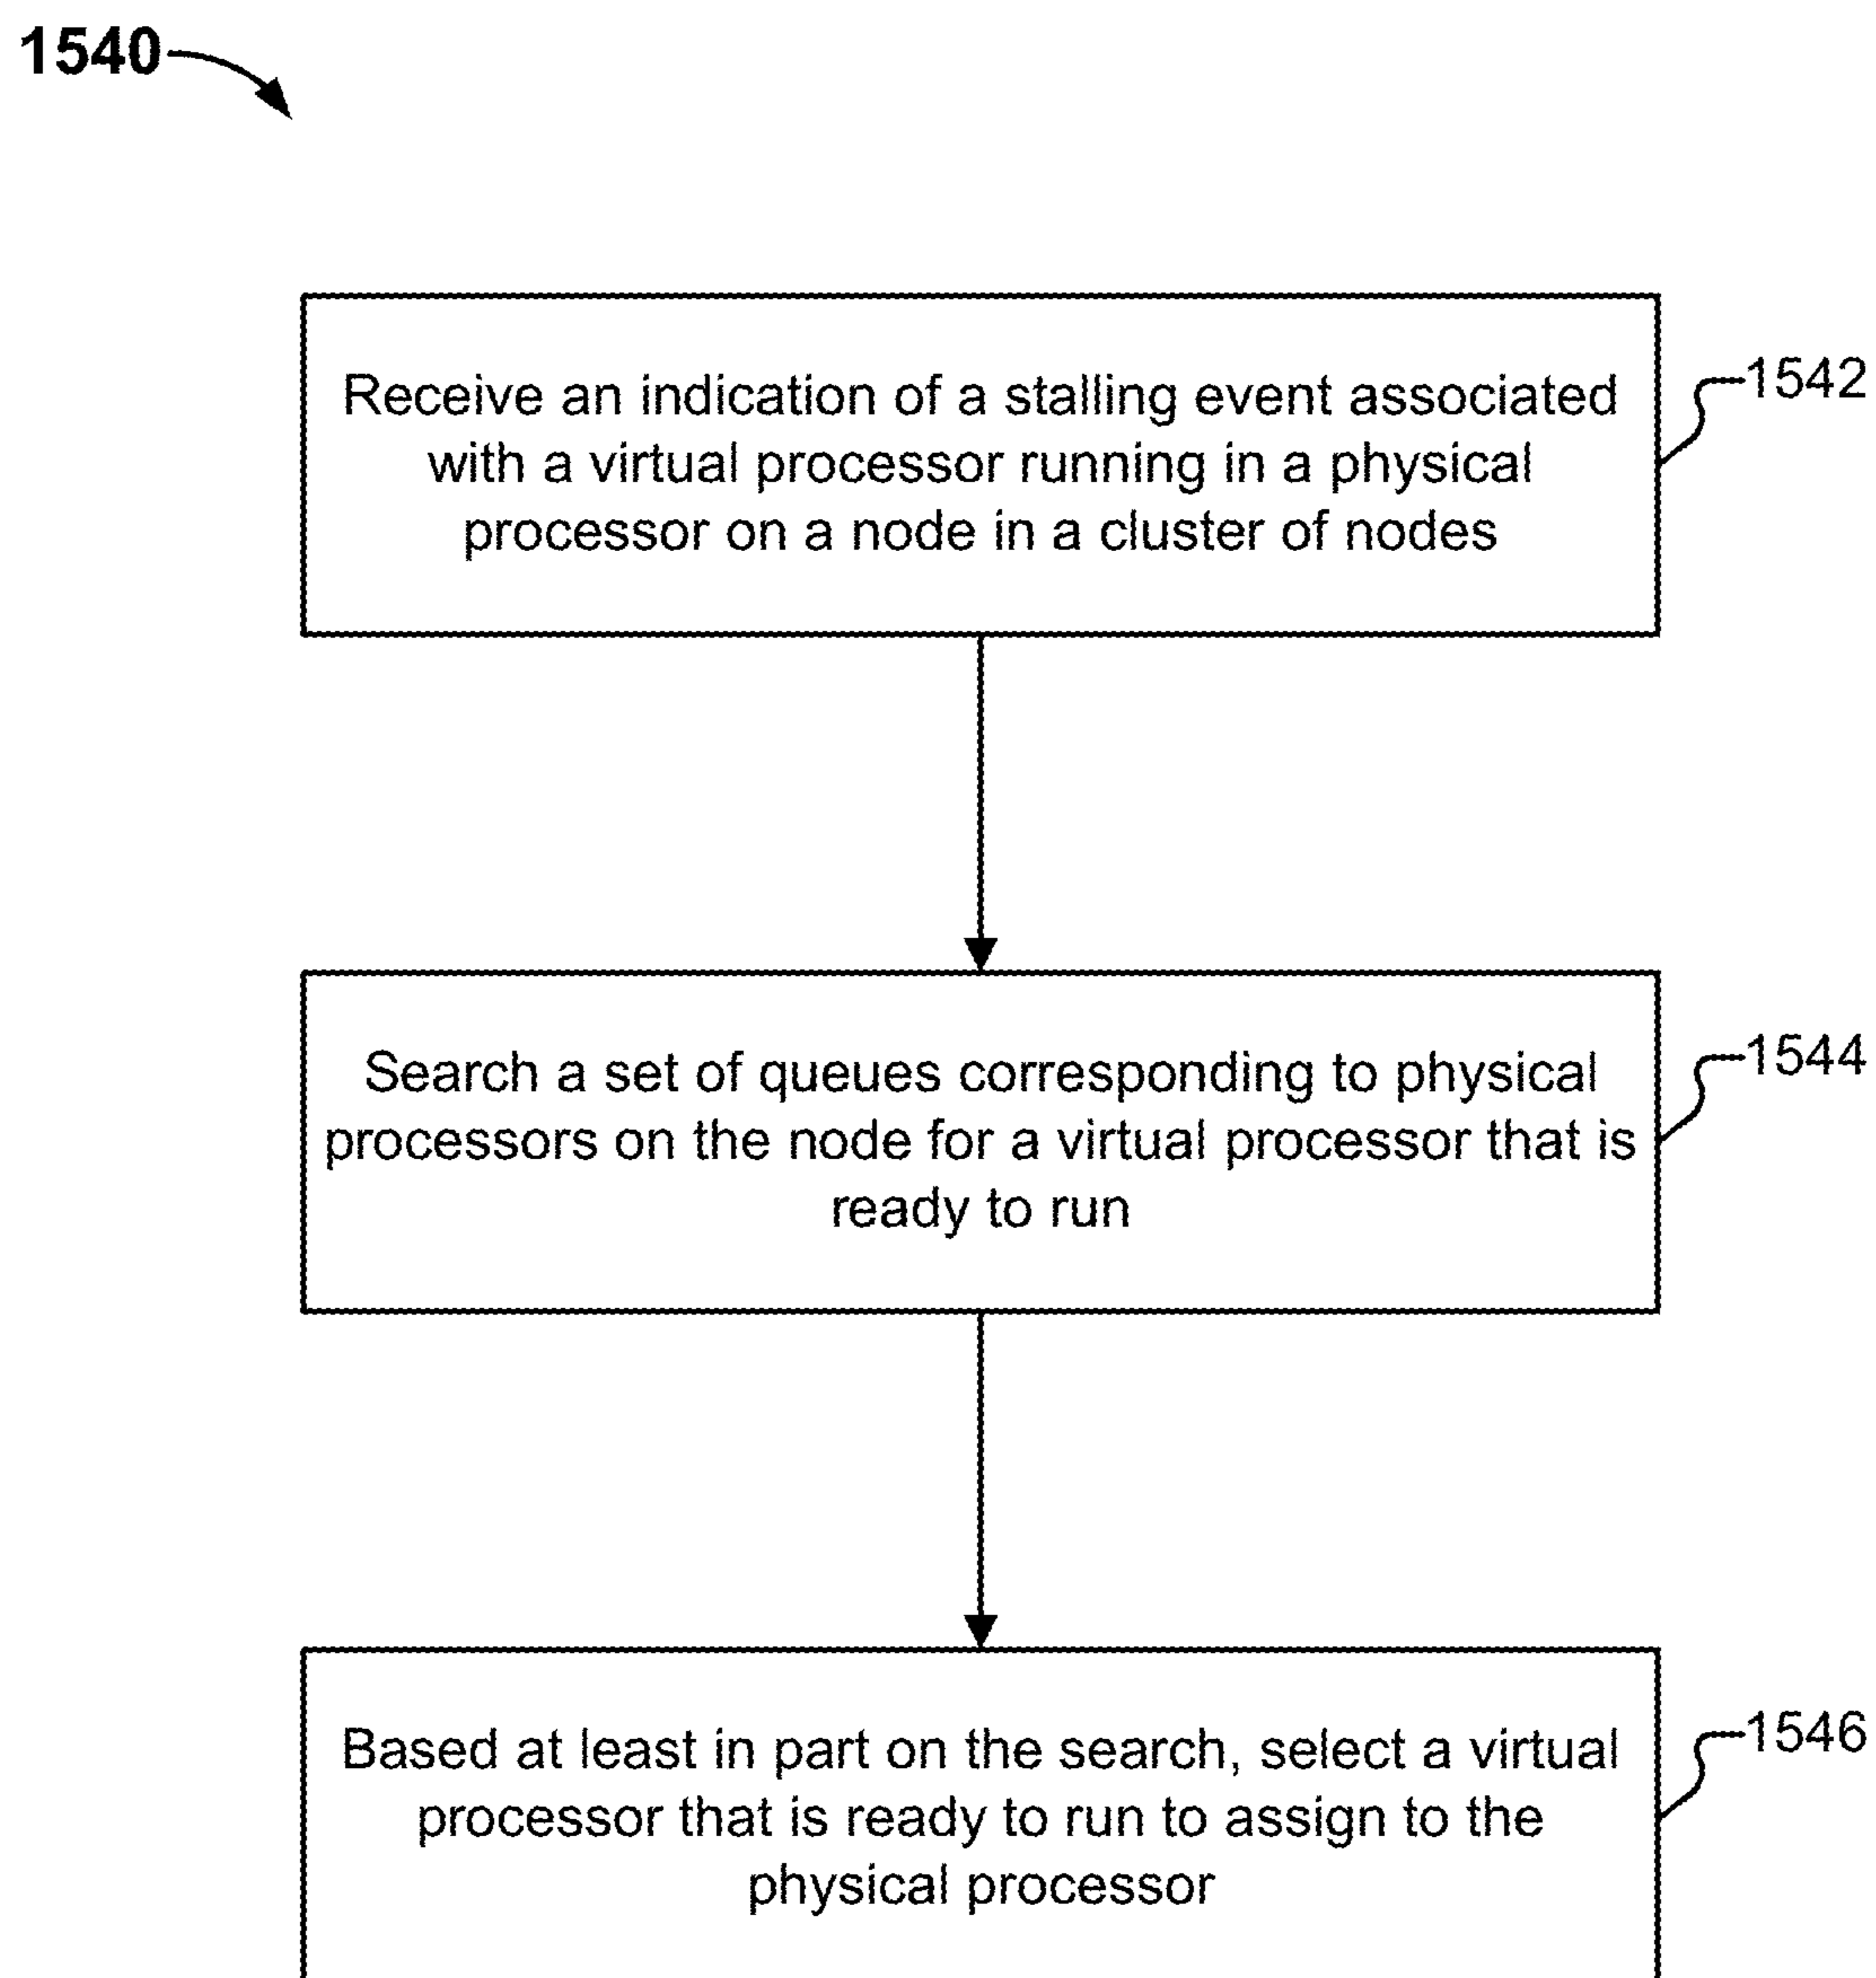 1540
Receive an indication of a stalling event associated
with a virtual processor running in a physical
processor on a node in a cluster of nodes
1542
Search a set of queues corresponding to physical
processors on the node for a virtual processor that is
ready to run
1544
Based at least in part on the search, select a virtual
processor that is ready to run to assign to the
physical processor
1546